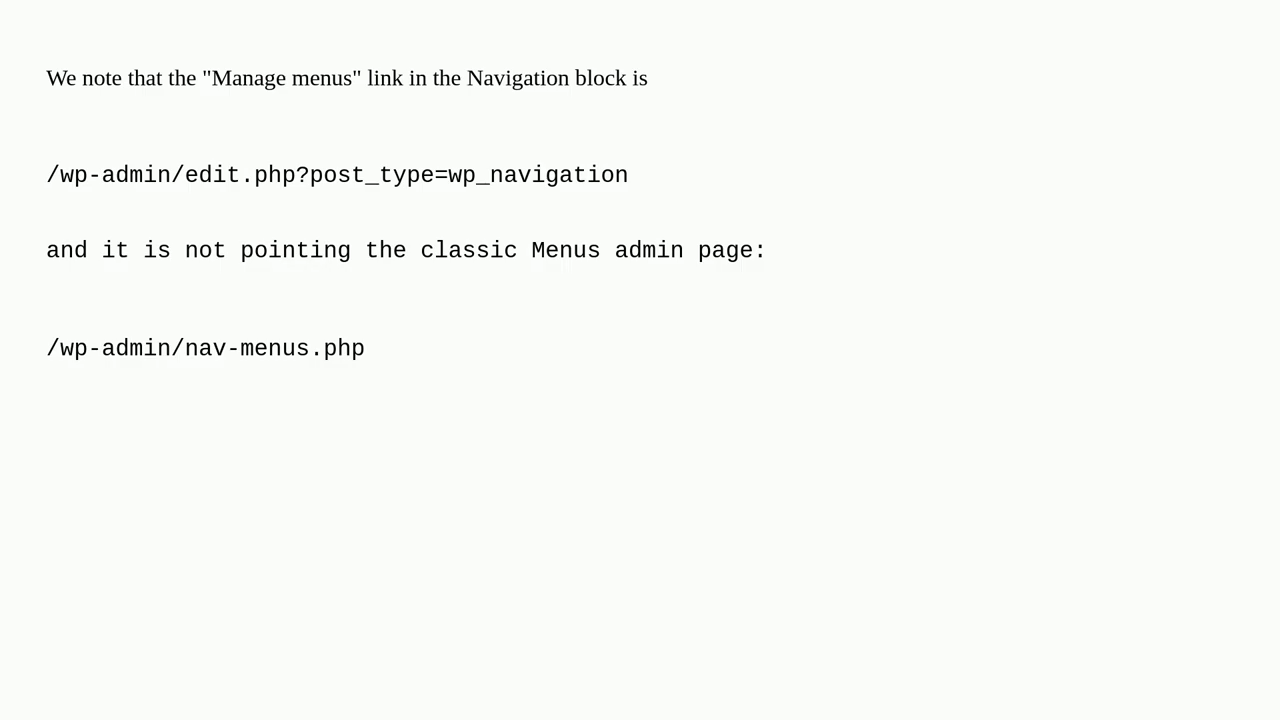 We note that the "Manage menus" link in the Navigation block is
/wp-admin/edit.php?post_type=wp_navigation
and it is not pointing the classic Menus admin page:
/wp-admin/nav-menus.php